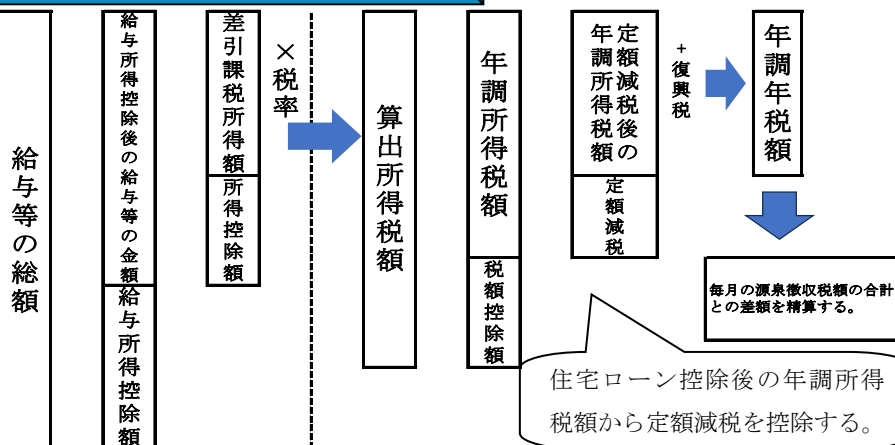 給与等の総額
給与所得控除後の給与等の金額
給与所得控除額
差引課税所得額
所得控除額
×税率
算出所得税額
年調所得税額
税額控除額
定額減税後の
年調所得税額
定額減税
+復興税
年調年税額
毎月の源泉徴収税額の合計
との差額を精算する。
住宅ローン控除後の年調所得
税額から定額減税を控除する。